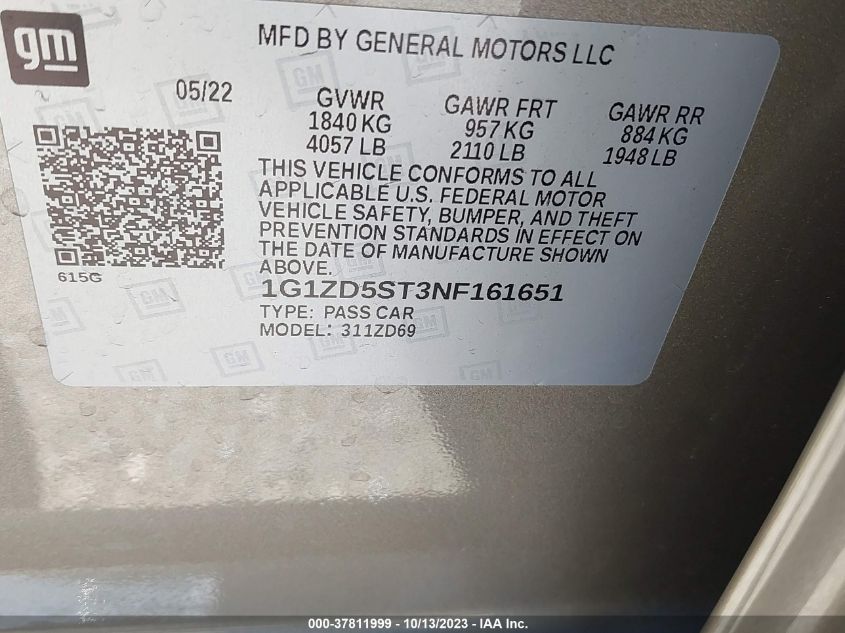 gm
MFD BY GENERAL MOTORS LLC
05/22
GVWR GAWR FRT GAWR RR
1840 KG 957 KG 884 KG
4057 LB 2110 LB 1948 LB
THIS VEHICLE CONFORMS TO ALL
APPLICABLE U.S. FEDERAL MOTOR
VEHICLE SAFETY, BUMPER, AND THEFT
PREVENTION STANDARDS IN EFFECT ON
THE DATE OF MANUFACTURE SHOWN
ABOVE.
615G
1G1ZD5ST3NF161651
TYPE: PASS CAR
MODEL: 311ZD69
000-37811999 - 10/13/2023 - IAA Inc.